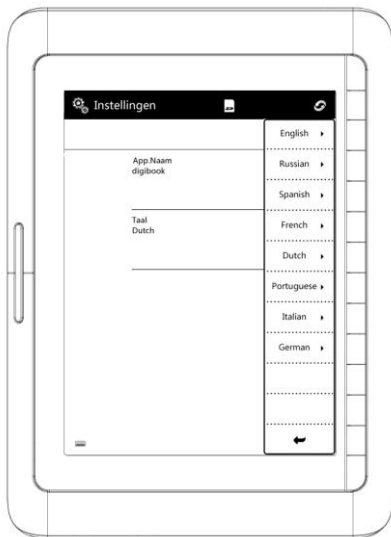 Instellingen
English
App.Naam
digibook
Russian
Spanish
Taal
Dutch
French
Dutch
Portuguese
Italian
German